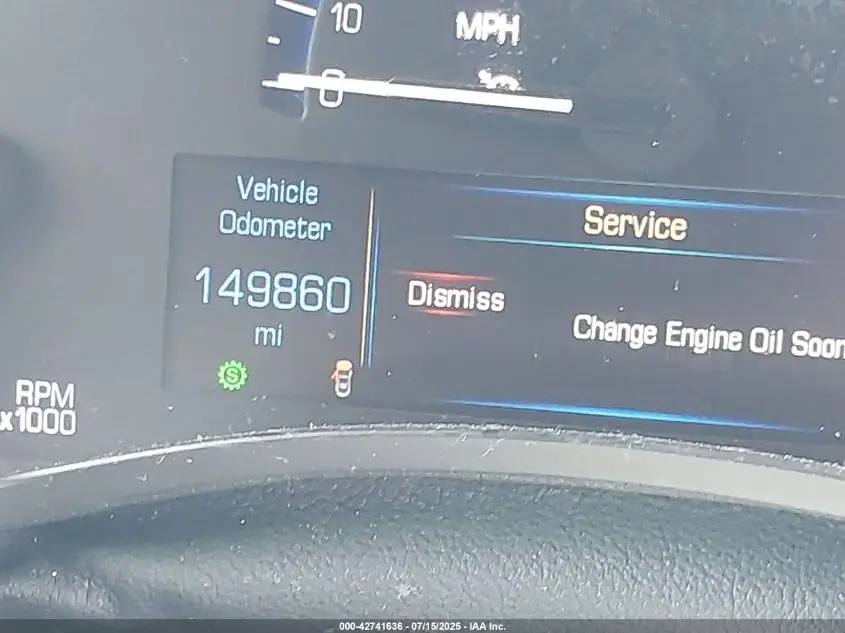 10
MPH
0
Vehicle
Odometer
149860
mi
S
Service
Dismiss
Change Engine Oil Soon
RPM
x1000
000-42741636 - 07/15/2025 - IAA Inc.